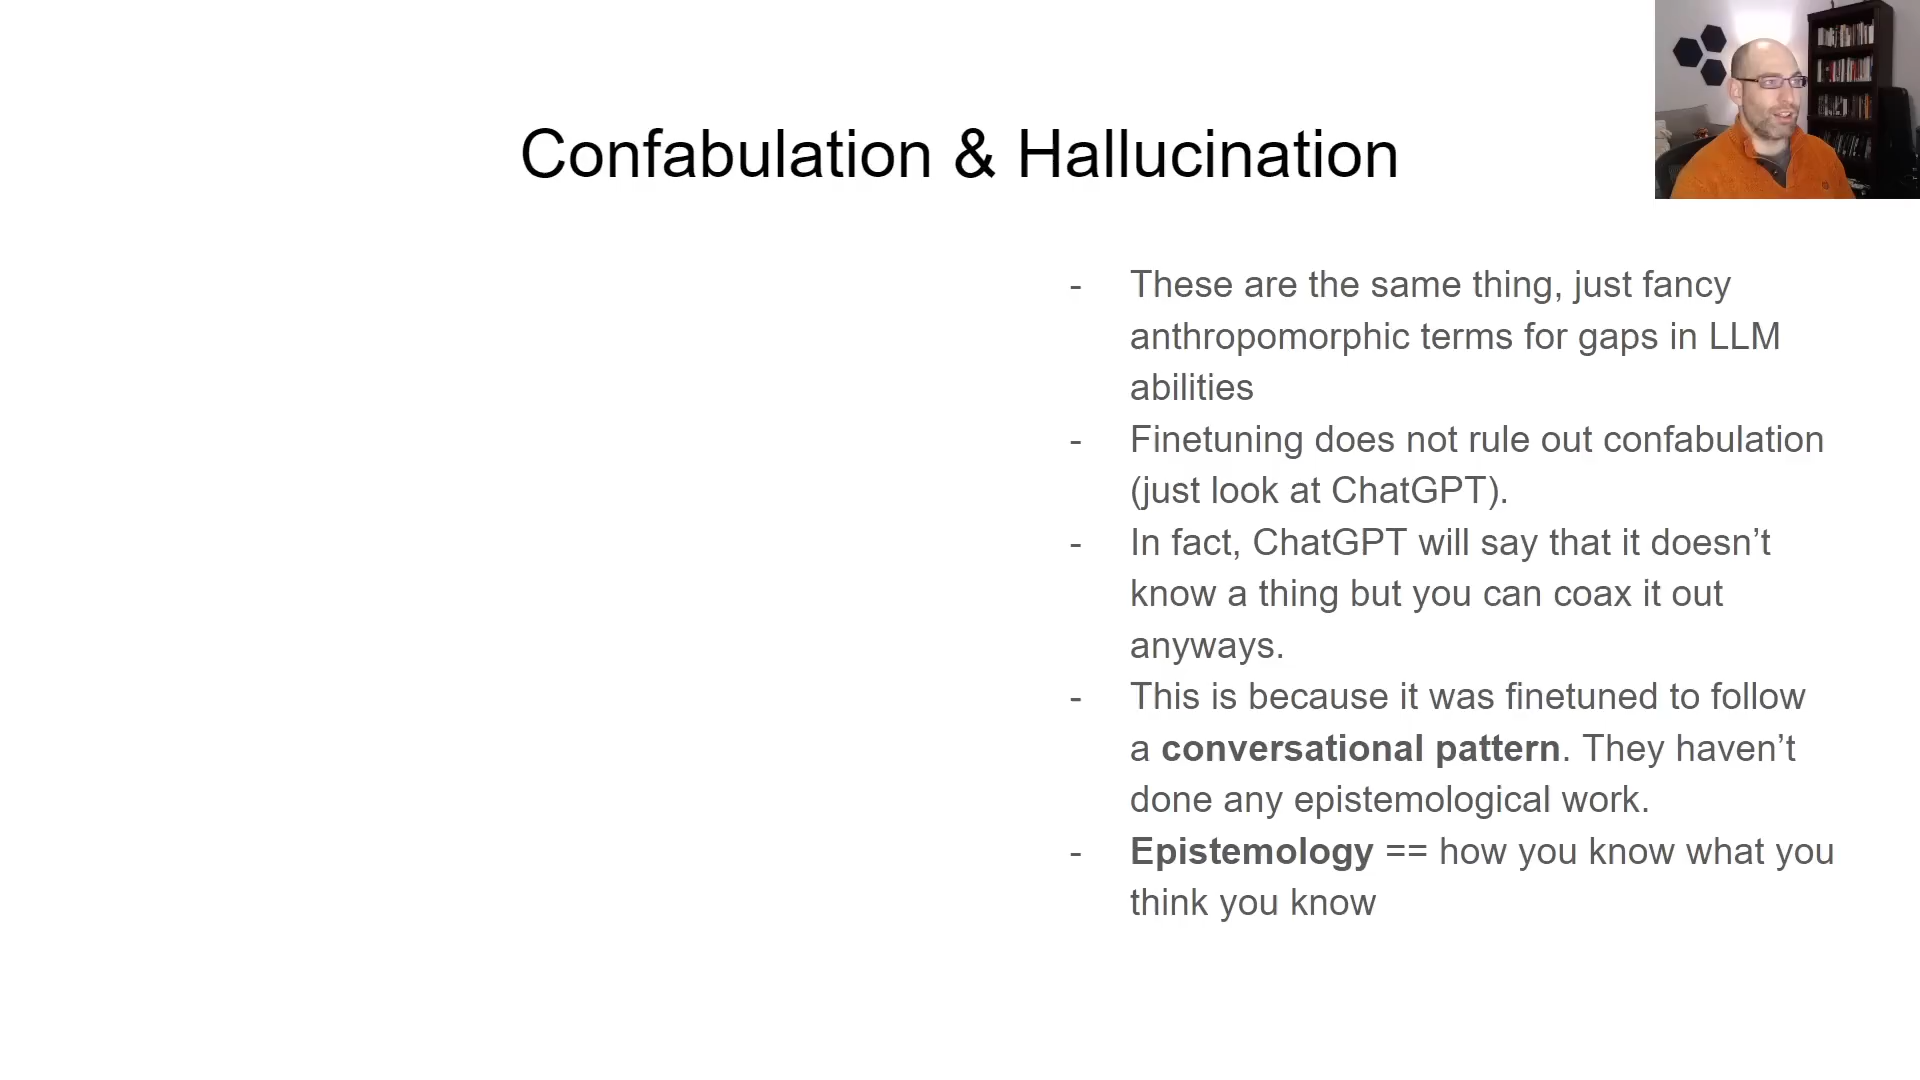 Confabulation & Hallucination
- These are the same thing, just fancy
anthropomorphic terms for gaps in LLM
abilities
- Finetuning does not rule out confabulation
(just look at ChatGPT).
- In fact, ChatGPT will say that it doesn’t
know a thing but you can coax it out
anyways.
- This is because it was finetuned to follow
a conversational pattern. They haven’t
done any epistemological work.
- Epistemology == how you know what you
think you know